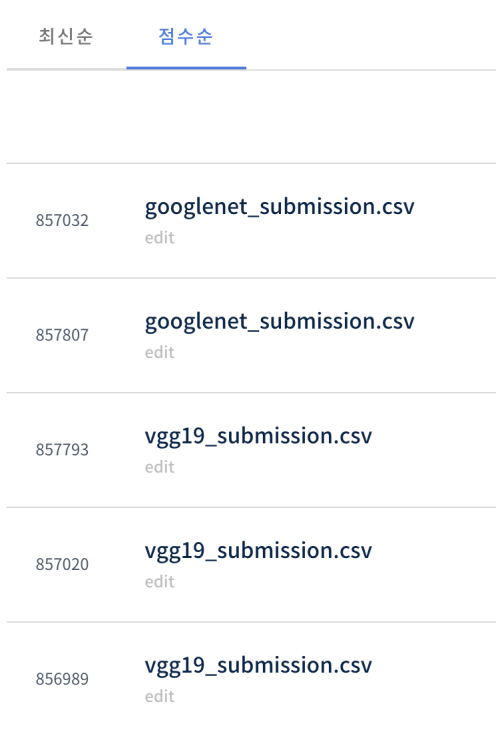 최신순 점수순
857032 googlenet_submission.csv
edit
857807 googlenet_submission.csv
edit
857793 vgg19_submission.csv
edit
857020 vgg19_submission.csv
edit
856989 vgg19_submission.csv
edit